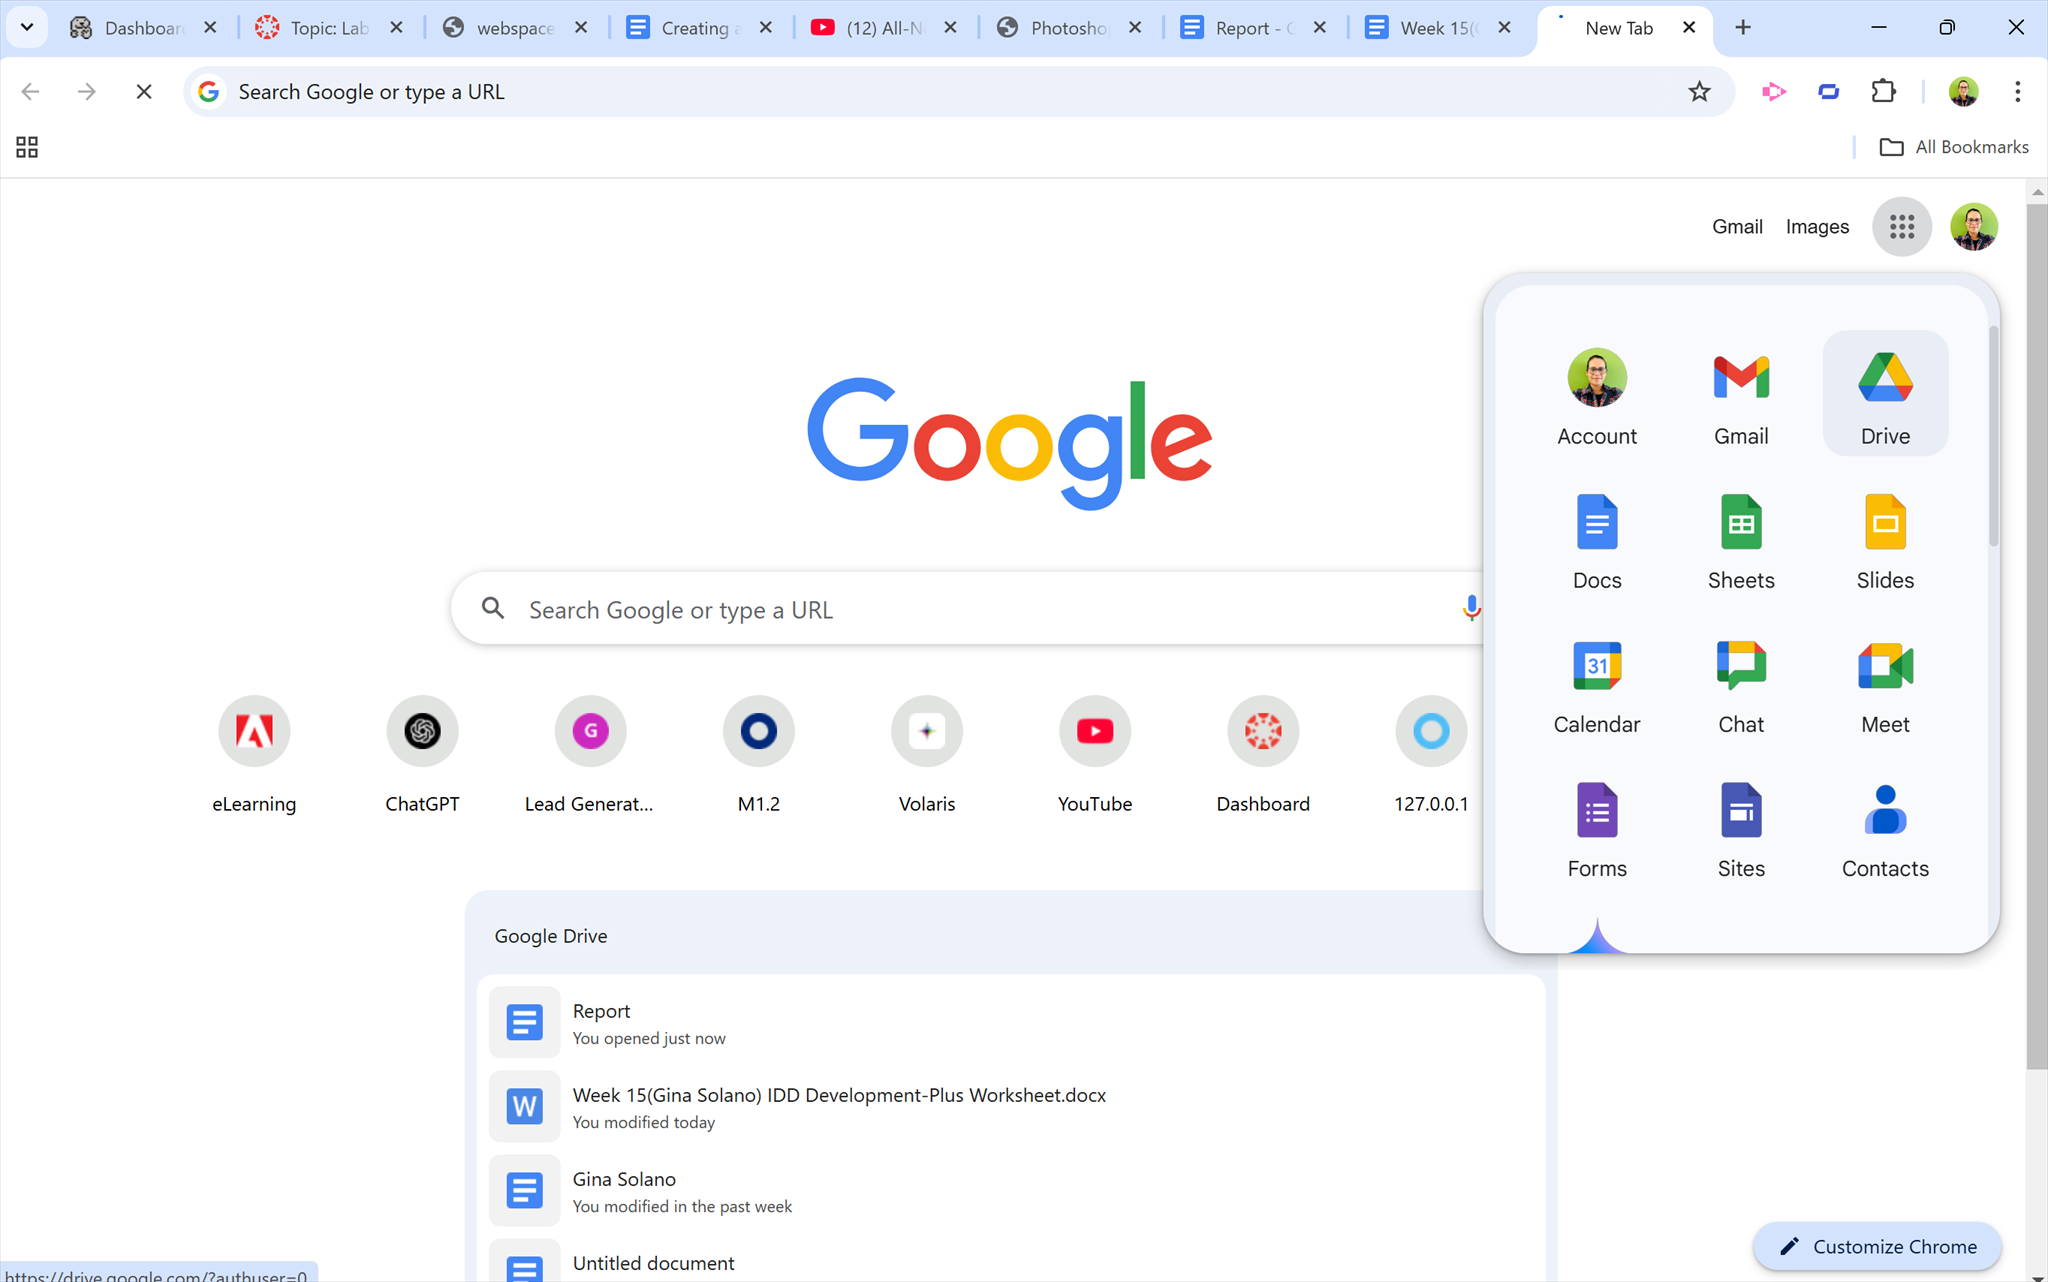 Dashboar
Topic: Lab
webspace
Creating a
(12) All-N
Photosho
Report - G
Week 15(G
New Tab
Search Google or type a URL
All Bookmarks
Gmail
Images
Google
Account
Gmail
Drive
Docs
Sheets
Slides
Calendar
31
Chat
Meet
Forms
Sites
Contacts
Search Google or type a URL
eLearning
ChatGPT
G
Lead Generat...
M1.2
Volaris
YouTube
Dashboard
127.0.0.1
Google Drive
Report
You opened just now
W
Week 15(Gina Solano) IDD Development-Plus Worksheet.docx
You modified today
Gina Solano
You modified in the past week
Untitled document
Customize Chrome
https://drive.google.com/?authuser=0